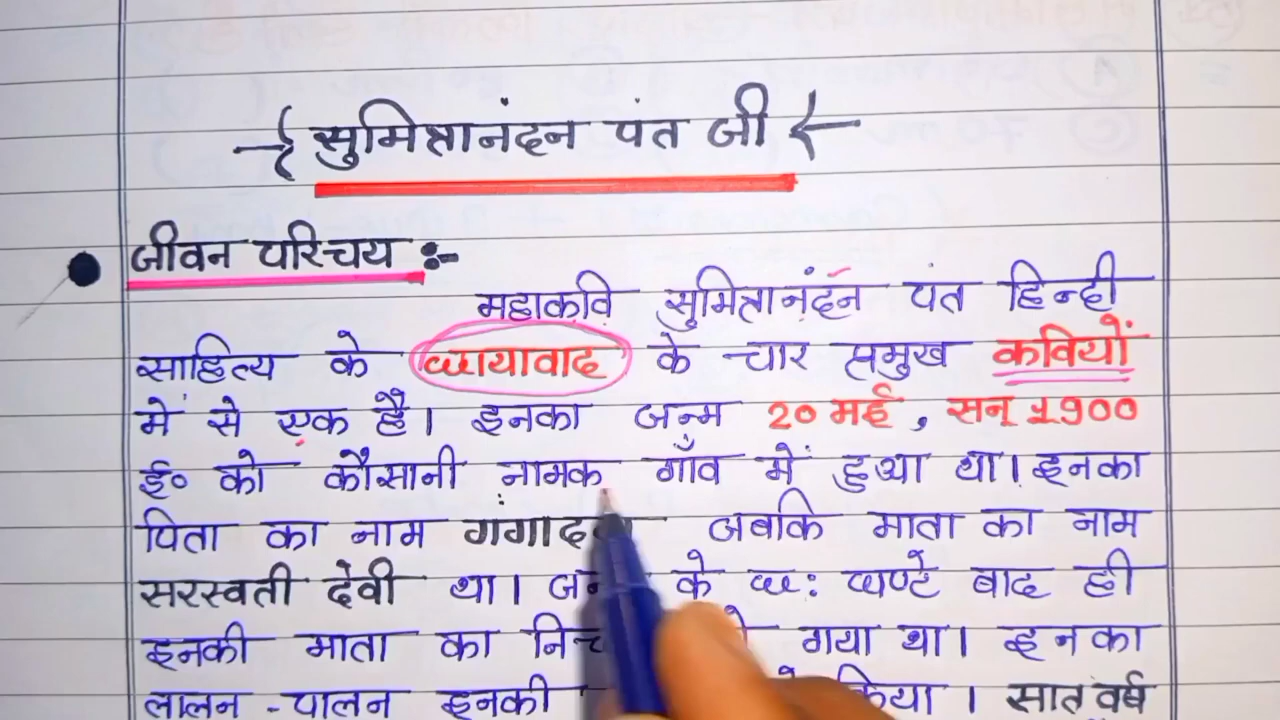 सुमित्रानंदन पंत जी
जीवन परिचय :-
महाकवि सुमित्रानंदन पंत हिन्दी
साहित्य के छायावाद के चार प्रमुख कवियों
में से एक है। इनका जन्म 20 मई, सन् 1900
ई० को कौसानी नामक गाँव में हुआ था। इनका
पिता का नाम जबकि माता का नाम
सरस्वती देवी था। के छः घण्टे बाद ही
इनकी माता का गया था। इनका
लालन-पालन इनकी किया। सात वर्ष